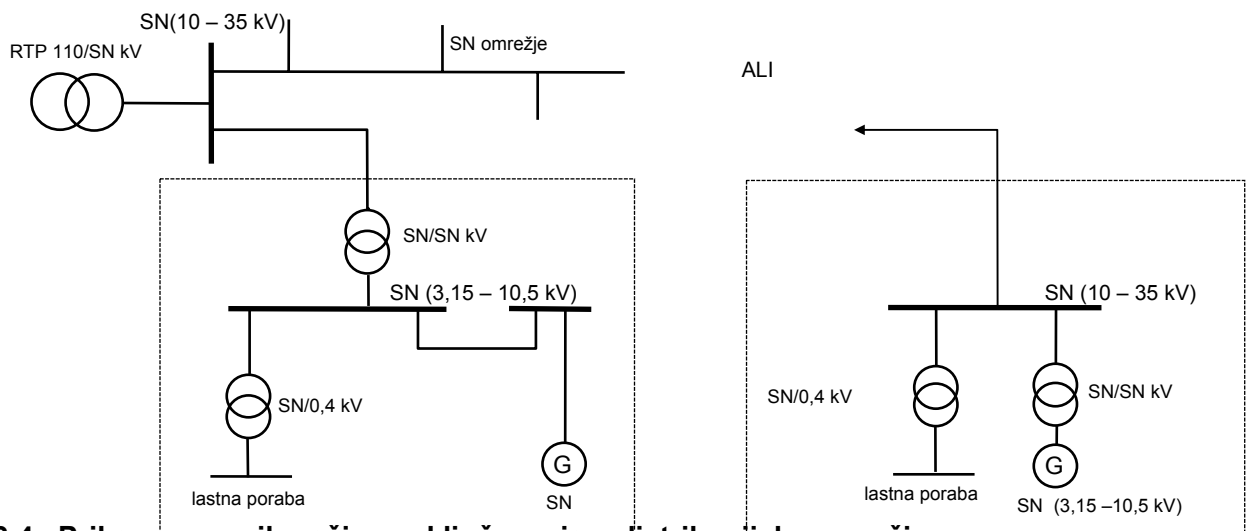 SN(10 – 35 kV)
RTP 110/SN kV
SN omrežje
ALI
SN/SN kV
SN (3,15 – 10,5 kV)
SN (10 – 35 kV)
SN/0,4 kV
SN/0,4 kV
SN/SN kV
G
G
lastna poraba
SN
lastna poraba
SN (3,15 –10,5 kV)